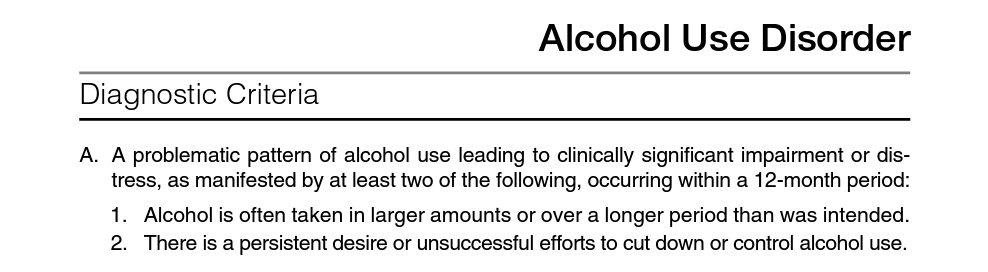 Alcohol Use Disorder
Diagnostic Criteria
A. A problematic pattern of alcohol use leading to clinically significant impairment or dis-
tress, as manifested by at least two of the following, occurring within a 12-month period:
1. Alcohol is often taken in larger amounts or over a longer period than was intended.
2. There is a persistent desire or unsuccessful efforts to cut down or control alcohol use.